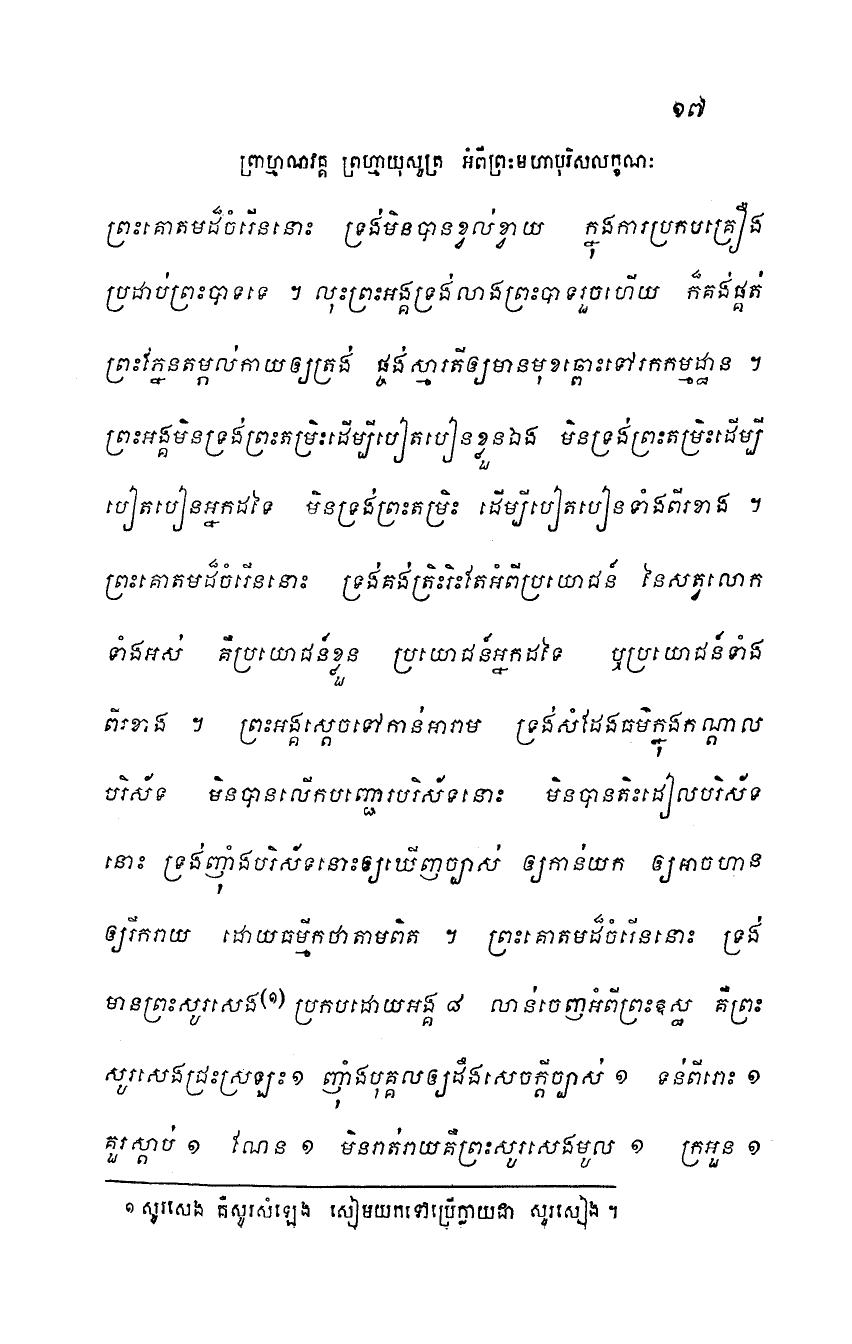 ១៧
ព្រាហ្មណវគ្គ ព្រហ្មាយុសូត្រ អំពីព្រះមហាបុរិសលក្ខណៈ
ព្រះគោតមដ៏ចំរើននោះ ទ្រង់មិនបានខ្វល់ខ្វាយ ក្នុងការប្រកបគ្រឿង
ប្រដាប់ព្រះបាទទេ ។ លុះព្រះអង្គទ្រង់លាងព្រះបាទរួចហើយ ក៏គង់ផ្គត់
ព្រះភ្នែនតម្កល់កាយឲ្យត្រង់ ផ្ចង់ស្មារតីឲ្យមានមុខឆ្ពោះទៅរកកម្មដ្ឋាន ។
ព្រះអង្គមិនទ្រង់ព្រះតម្រិះដើម្បីបៀតបៀនខ្លួនឯង មិនទ្រង់ព្រះតម្រិះដើម្បី
បៀតបៀនអ្នកដទៃ មិនទ្រង់ព្រះតម្រិះ ដើម្បីបៀតបៀនទាំងពីរខាង ។
ព្រះគោតមដ៏ចំរើននោះ ទ្រង់គង់ត្រិះរិះតែអំពីប្រយោជន៍ នៃសត្វលោក
ទាំងអស់ គឺប្រយោជន៍ខ្លួន ប្រយោជន៍អ្នកដទៃ ឬប្រយោជន៍ទាំង
ពីរខាង ។ ព្រះអង្គស្តេចទៅកាន់អារាម ទ្រង់សំដែងធម៌ក្នុងកណ្តាល
បរិស័ទ មិនបានលើកបញ្ជោរបរិស័ទនោះ មិនបានតិះដៀលបរិស័ទ
នោះ ទ្រង់ញ៉ាំងបរិស័ទនោះឲ្យឃើញច្បាស់ ឲ្យកាន់យក ឲ្យអាចហាន
ឲ្យរីករាយ ដោយធម្មីកថាតាមពិត ។ ព្រះគោតមដ៏ចំរើននោះ ទ្រង់
មានព្រះសូរសេង(១) ប្រកបដោយអង្គ ៨ លាន់ចេញអំពីព្រះឧស្ឋ គឺព្រះ
សូរសេងជ្រះស្រឡះ ១ ញ៉ាំងបុគ្គលឲ្យដឹងសេចក្តីច្បាស់ ១ ទន់ពីរោះ ១
គួរស្តាប់ ១ ណែន ១ មិនរាត់រាយគឺព្រះសូរសេងមូល ១ ក្រអួន ១
១ សូរសេង គឺសូរសំឡេង សៀមយកទៅប្រើក្លាយជា សួរសៀង ។